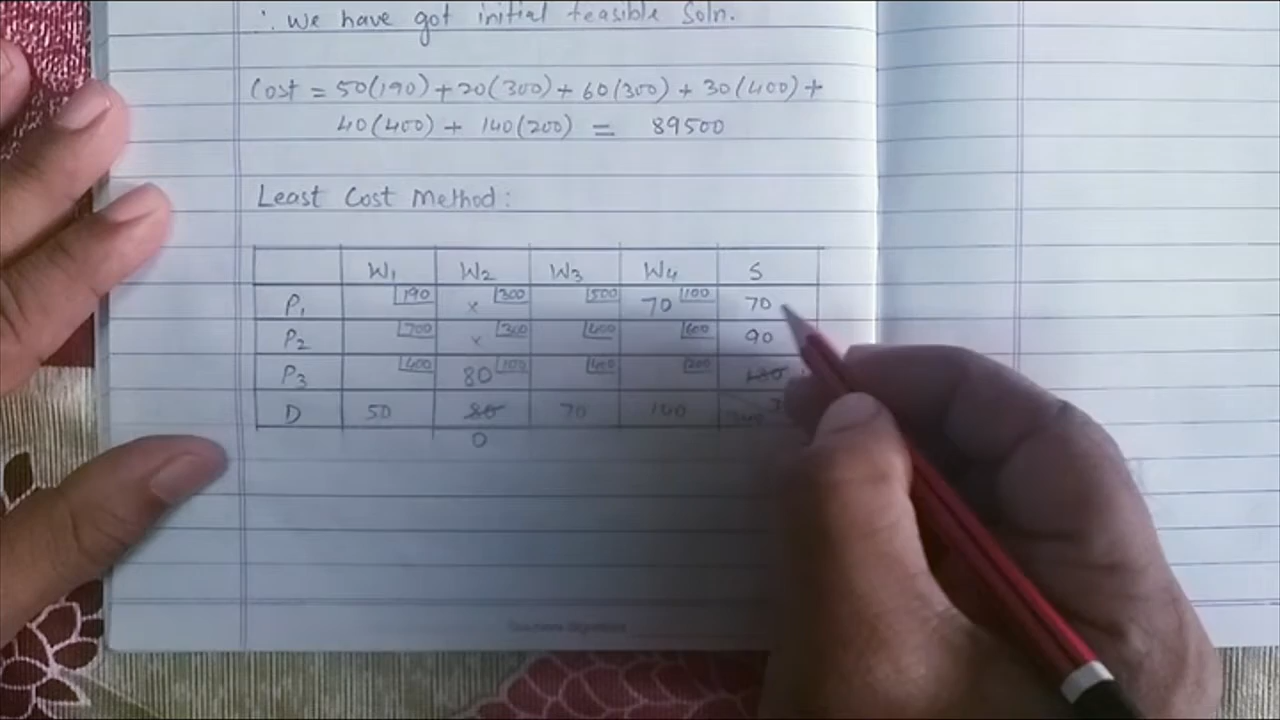 ∴ We have got initial feasible Soln.
Cost = 50(190) + 20(300) + 60(300) + 30(400) +
40(400) + 140(200) = 89500
Least Cost Method:
W1 W2 W3 W4 S
P1 190 × 300 500 70 100 70
P2 700 × 300 400 600 90
P3 400 80 100 400 200 180
D 50 80 70 100
0